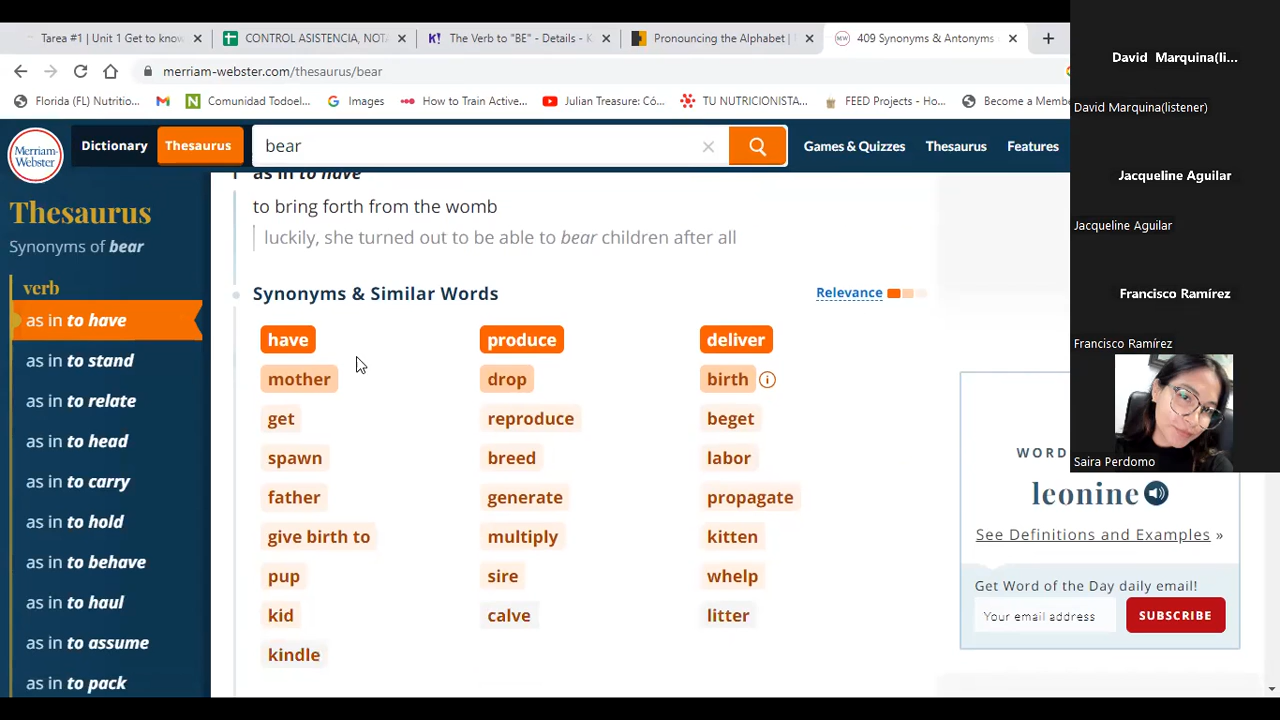 Tarea #1 | Unit 1 Get to know
CONTROL ASISTENCIA, NOTA
K! The Verb to "BE" - Details - K
Pronouncing the Alphabet |
409 Synonyms & Antonyms
merriam-webster.com/thesaurus/bear
Florida (FL) Nutritio...
Comunidad Todoel...
Images
How to Train Active...
Julian Treasure: Có...
TU NUTRICIONISTA...
FEED Projects - Ho...
Become a Membe
Merriam-
Webster
Dictionary
Thesaurus
bear
Games & Quizzes
Thesaurus
Features
Thesaurus
Synonyms of bear
verb
as in to have
as in to stand
as in to relate
as in to head
as in to carry
as in to hold
as in to behave
as in to haul
as in to assume
as in to pack
as in to have
to bring forth from the womb
luckily, she turned out to be able to bear children after all
Synonyms & Similar Words
Relevance
have produce deliver
mother drop birth
get reproduce beget
spawn breed labor
father generate propagate
give birth to multiply kitten
pup sire whelp
kid calve litter
kindle
WORD
leonine
See Definitions and Examples »
Get Word of the Day daily email!
Your email address
SUBSCRIBE
David Marquina(li...
David Marquina(listener)
Jacqueline Aguilar
Jacqueline Aguilar
Francisco Ramírez
Francisco Ramírez
Saira Perdomo